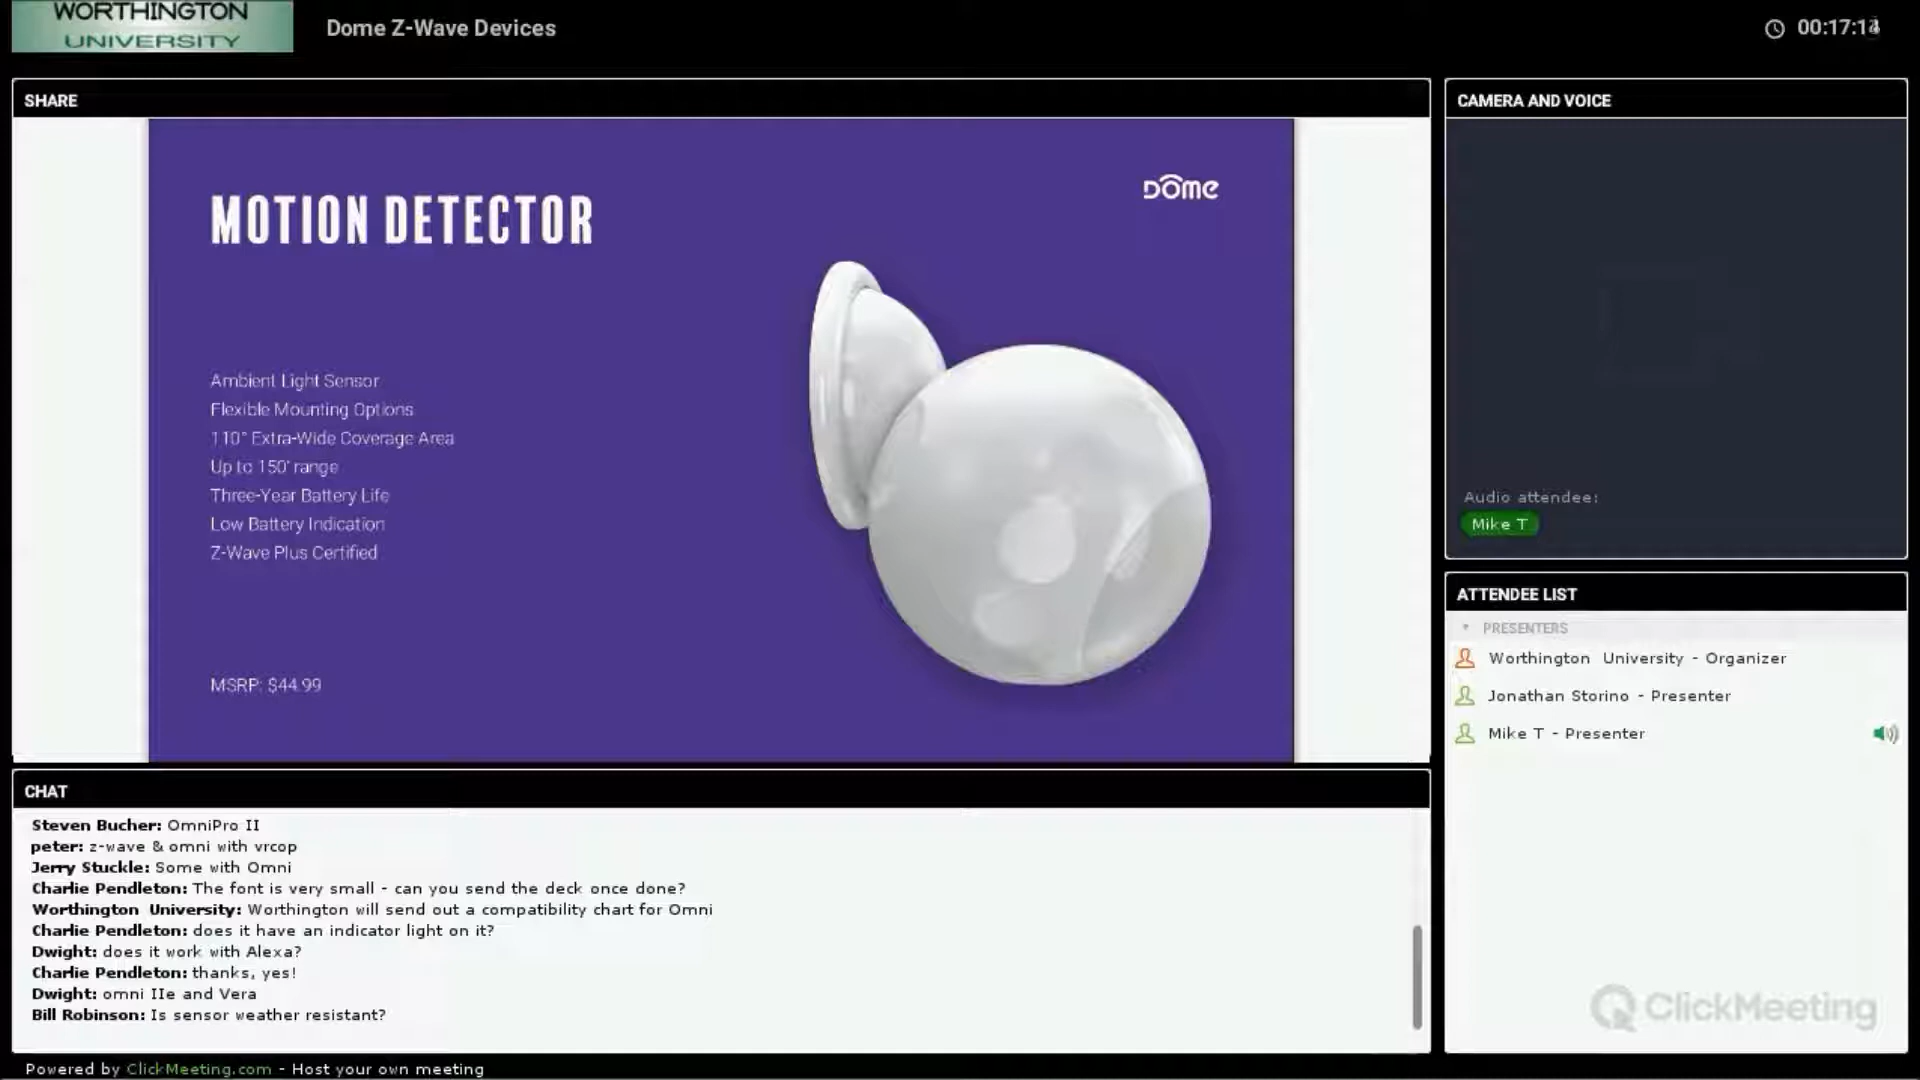 WORTHINGTON
UNIVERSITY
Dome Z-Wave Devices
SHARE
MOTION DETECTOR
DOME
Ambient Light Sensor
Flexible Mounting Options
110° Extra-Wide Coverage Area
Up to 150' range
Three-Year Battery Life
Low Battery Indication
Z-Wave Plus Certified
MSRP: $44.99
CHAT
Steven Bucher: OmniPro II
peter: z-wave & omni with vrcop
Jerry Stuckle: Some with Omni
Charlie Pendleton: The font is very small - can you send the deck once done?
Worthington University: Worthington will send out a compatibility chart for Omni
Charlie Pendleton: does it have an indicator light on it?
Dwight: does it work with Alexa?
Charlie Pendleton: thanks, yes!
Dwight: omni IIe and Vera
Bill Robinson: Is sensor weather resistant?
Powered by ClickMeeting.com - Host your own meeting
CAMERA AND VOICE
Audio attendee:
Mike T
ATTENDEE LIST
PRESENTERS
Worthington University - Organizer
Jonathan Storino - Presenter
Mike T - Presenter
ClickMeeting